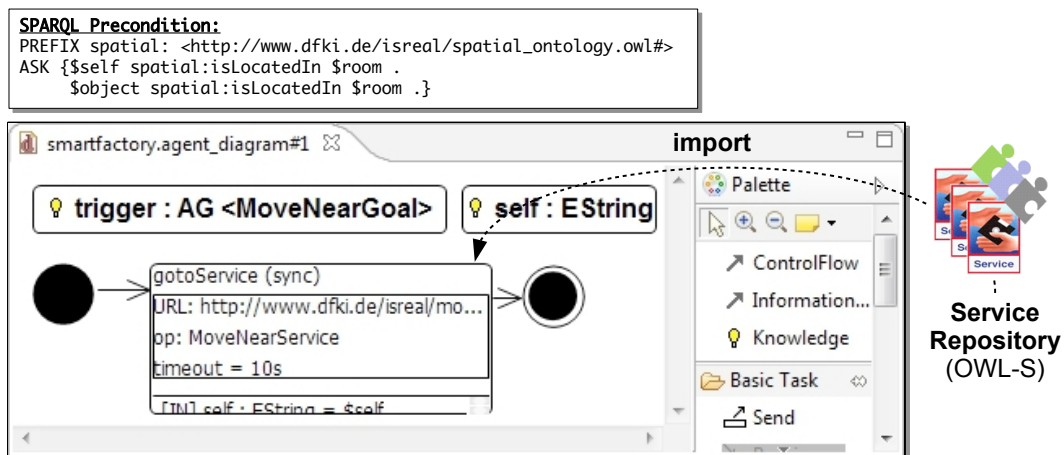 SPARQL Precondition:
PREFIX spatial: <http://www.dfki.de/isreal/spatial_ontology.owl#>
ASK {$self spatial:isLocatedIn $room .
$object spatial:isLocatedIn $room .}
smartfactory.agent_diagram#1
import
trigger : AG <MoveNearGoal>
self : EString
Palette
gotoService (sync)
URL: http://www.dfki.de/isreal/mo...
op: MoveNearService
timeout = 10s
[IN] self : EString = $self
ControlFlow
Information...
Knowledge
Basic Task
Send
Service
Service
Repository
(OWL-S)